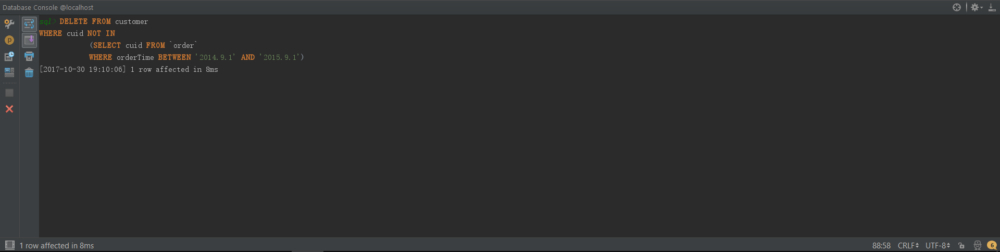 Database Console @localhost
sql> DELETE FROM customer
WHERE cuid NOT IN
(SELECT cuid FROM `order`
WHERE orderTime BETWEEN '2014.9.1' AND '2015.9.1')
[2017-10-30 19:10:06] 1 row affected in 8ms
p
1 row affected in 8ms 88:58 CRLF UTF-8 6